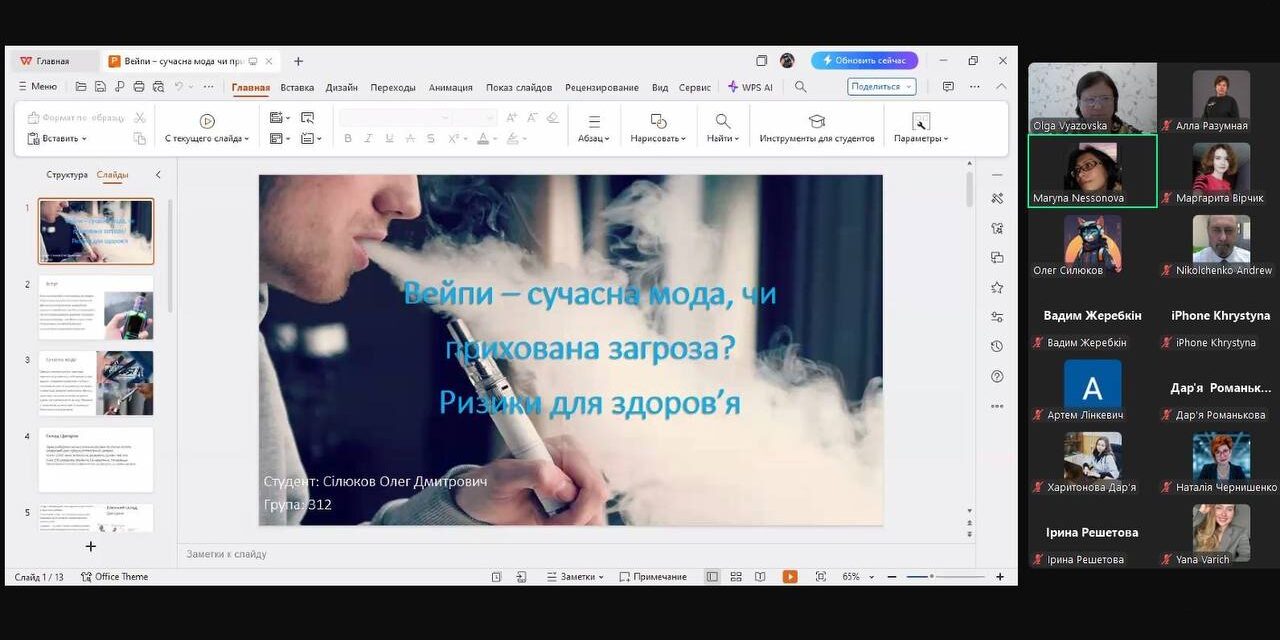 Главная
Вейпи – сучасна мода чи при
Обновить сейчас
Меню
Главная
Вставка
Дизайн
Переходы
Анимация
Показ слайдов
Рецензирование
Вид
Сервис
WPS AI
Поделиться
Формат по образцу
Вставить
С текущего слайда
Абзац
Нарисовать
Найти
Инструменты для студентов
Параметры
Структура
Слайды
1
2
3
4
5
Вейпи – сучасна мода, чи
прихована загроза?
Ризики для здоров’я
Студент: Сілюков Олег Дмитрович
Група: 312
Заметки к слайду
Слайд 1 / 13
Office Theme
Заметки
Примечание
65%
Olga Vyazovska
Алла Разумная
Maryna Nessonova
Маргарита Вірчик
Олег Силюков
Nikolchenko Andrew
Вадим Жеребкін
iPhone Khrystyna
Вадим Жеребкін
iPhone Khrystyna
А
Дар'я Романьк...
Артем Лінкевич
Дар'я Романькова
Харитонова Дар'я
Наталія Чернишенко
Ірина Решетова
Ірина Решетова
Yana Varich